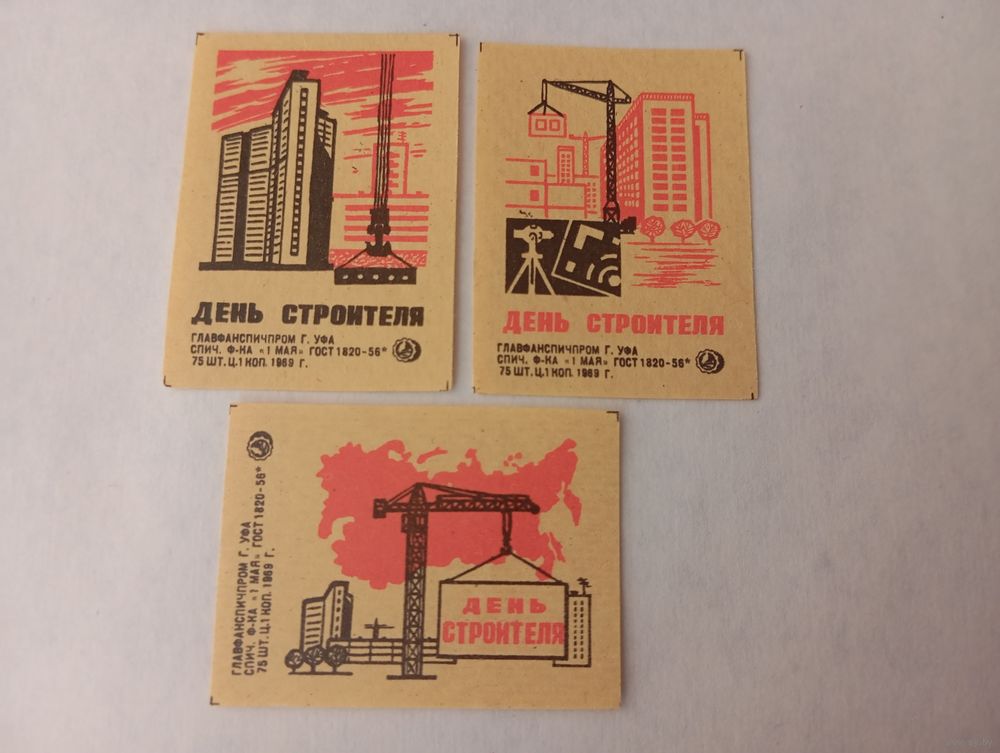 ДЕНЬ СТРОИТЕЛЯ
ГЛАВФАНСПИЧПРОМ Г. УФА
СПИЧ. Ф-КА «1 МАЯ» ГОСТ 1820-56*
75 ШТ. Ц.1 КОП. 1969 Г.
ДЕНЬ СТРОИТЕЛЯ
ГЛАВФАНСПИЧПРОМ Г. УФА
СПИЧ. Ф-КА «1 МАЯ» ГОСТ 1820-56*
75 ШТ. Ц.1 КОП. 1969 Г.
ГЛАВФАНСПИЧПРОМ Г. УФА
СПИЧ. Ф-КА «1 МАЯ» ГОСТ 1820-56*
75 ШТ. Ц.1 КОП. 1969 Г.
ДЕНЬ
СТРОИТЕЛЯ